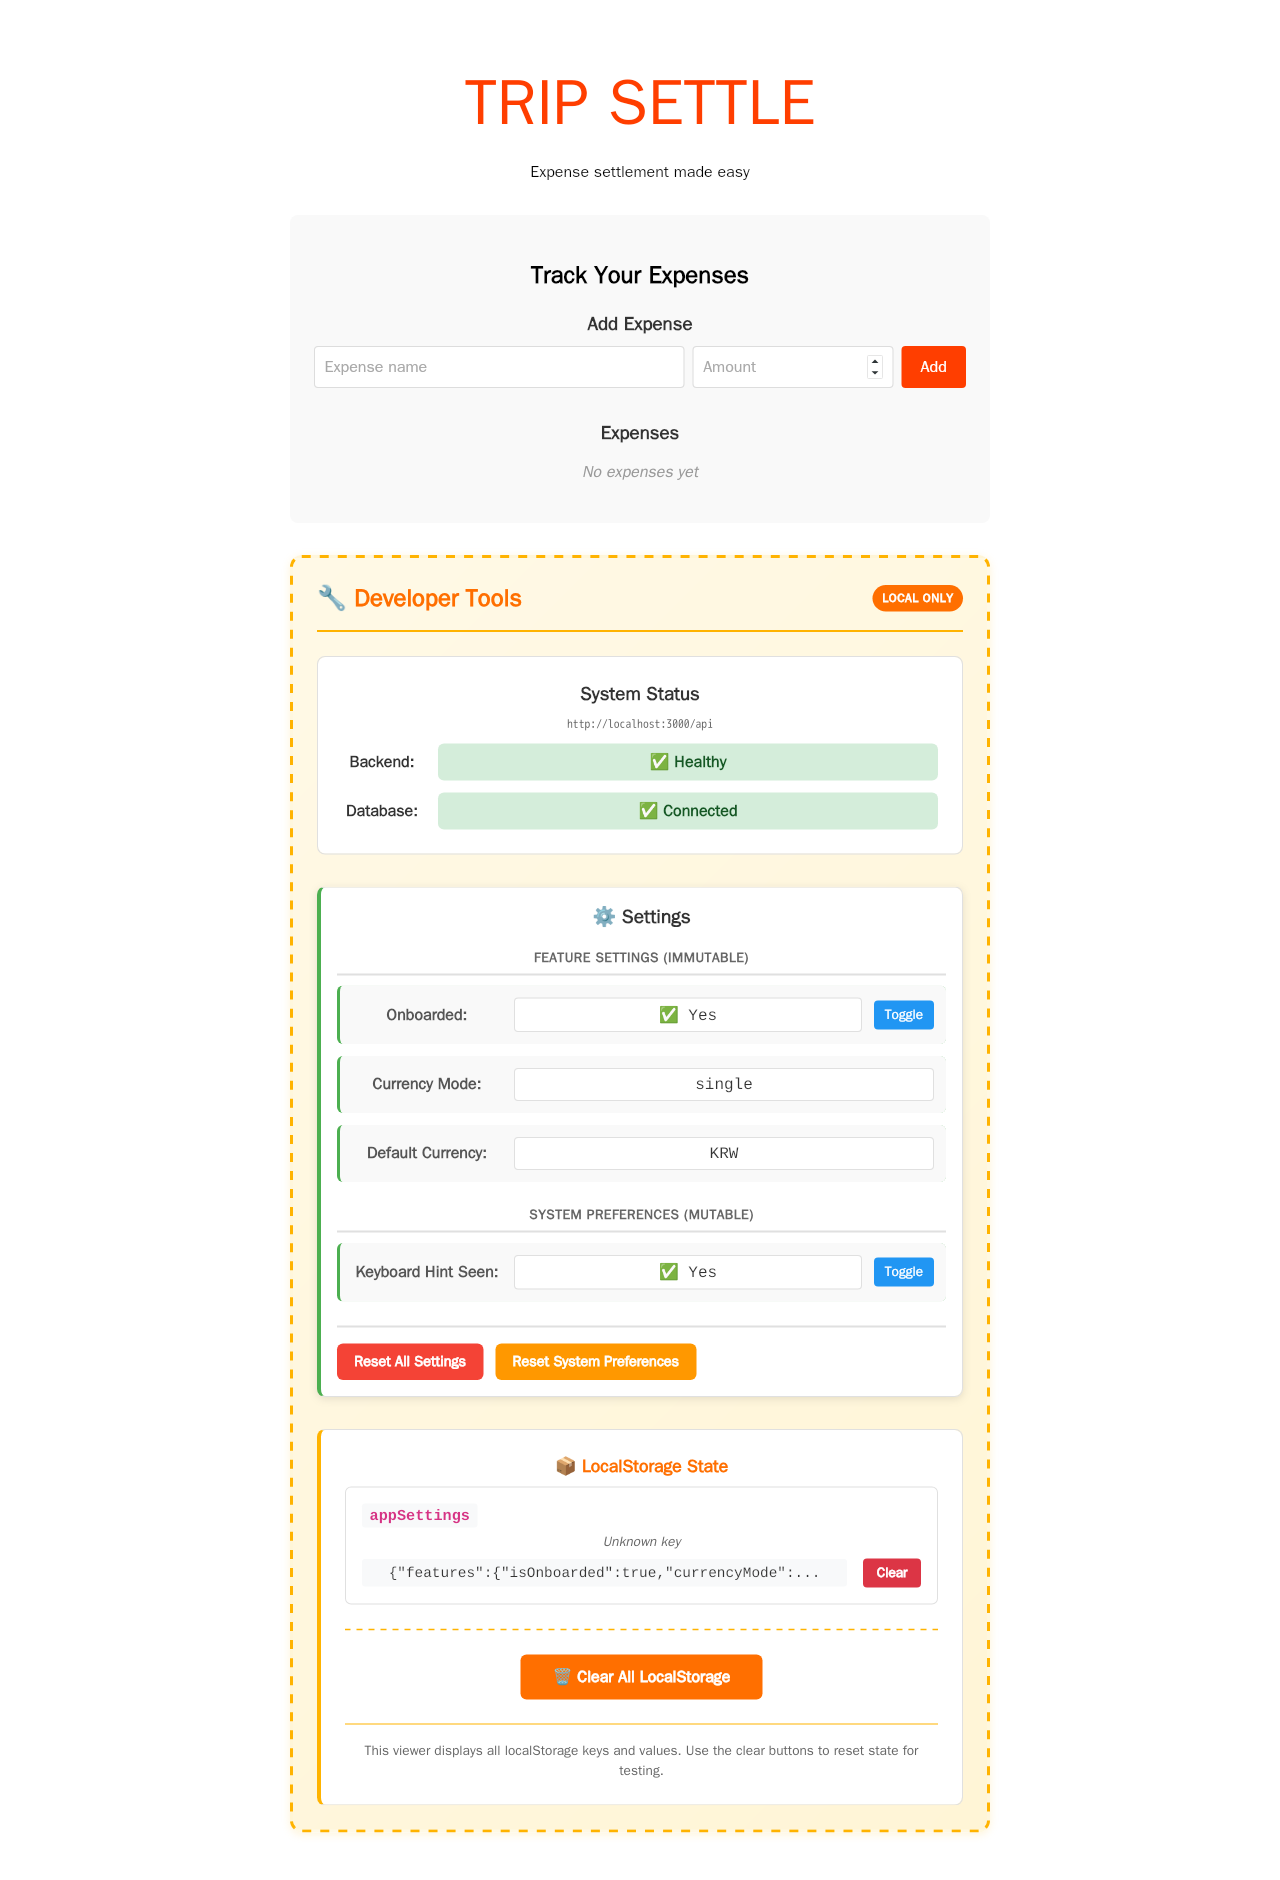 TRIP SETTLE
Expense settlement made easy
Track Your Expenses
Add Expense
Expense name
Amount
Add
Expenses
No expenses yet
🔧 Developer Tools
LOCAL ONLY
System Status
http://localhost:3000/api
Backend:
✅ Healthy
Database:
✅ Connected
⚙️ Settings
FEATURE SETTINGS (IMMUTABLE)
Onboarded:
✅ Yes
Toggle
Currency Mode:
single
Default Currency:
KRW
SYSTEM PREFERENCES (MUTABLE)
Keyboard Hint Seen:
✅ Yes
Toggle
Reset All Settings
Reset System Preferences
📦 LocalStorage State
appSettings
Unknown key
{"features":{"isOnboarded":true,"currencyMode":...
Clear
🗑️ Clear All LocalStorage
This viewer displays all localStorage keys and values. Use the clear buttons to reset state for
testing.